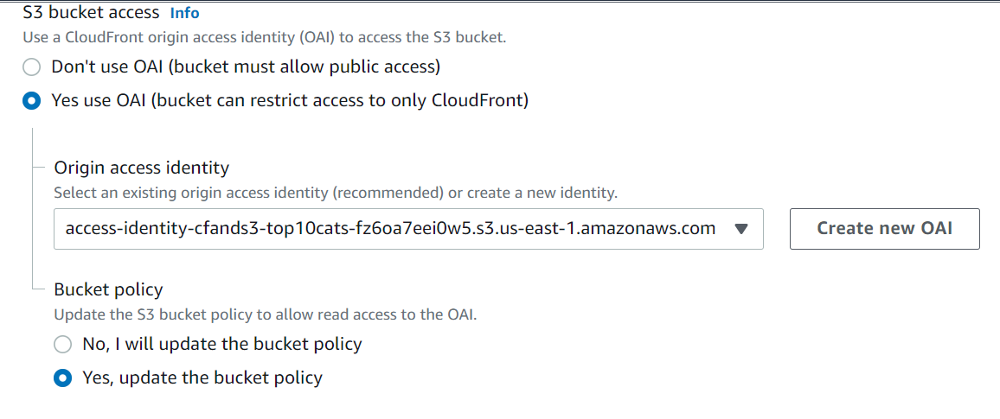 S3 bucket access Info
Use a CloudFront origin access identity (OAI) to access the S3 bucket.
Don't use OAI (bucket must allow public access)
Yes use OAI (bucket can restrict access to only CloudFront)
Origin access identity
Select an existing origin access identity (recommended) or create a new identity.
access-identity-cfands3-top10cats-fz6oa7eei0w5.s3.us-east-1.amazonaws.com
Create new OAI
Bucket policy
Update the S3 bucket policy to allow read access to the OAI.
No, I will update the bucket policy
Yes, update the bucket policy